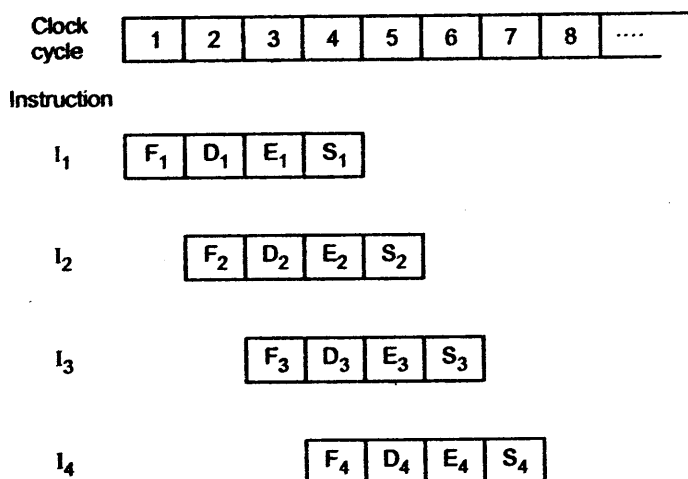 Clock
cycle 1 2 3 4 5 6 7 8 ....
Instruction
I₁ F₁ D₁ E₁ S₁
I₂ F₂ D₂ E₂ S₂
I₃ F₃ D₃ E₃ S₃
I₄ F₄ D₄ E₄ S₄